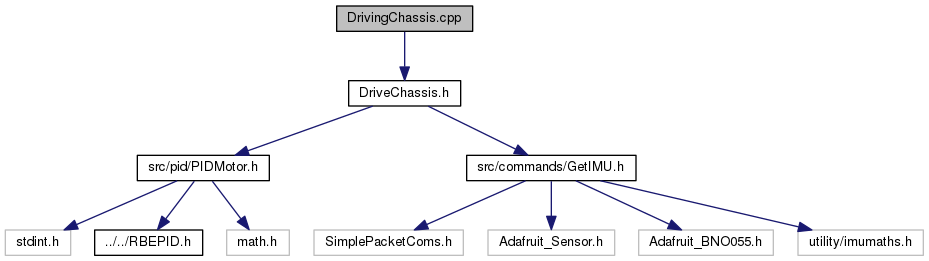 DrivingChassis.cpp
DriveChassis.h
src/pid/PIDMotor.h
src/commands/GetIMU.h
stdint.h
../../RBEPID.h
math.h
SimplePacketComs.h
Adafruit_Sensor.h
Adafruit_BNO055.h
utility/imumaths.h